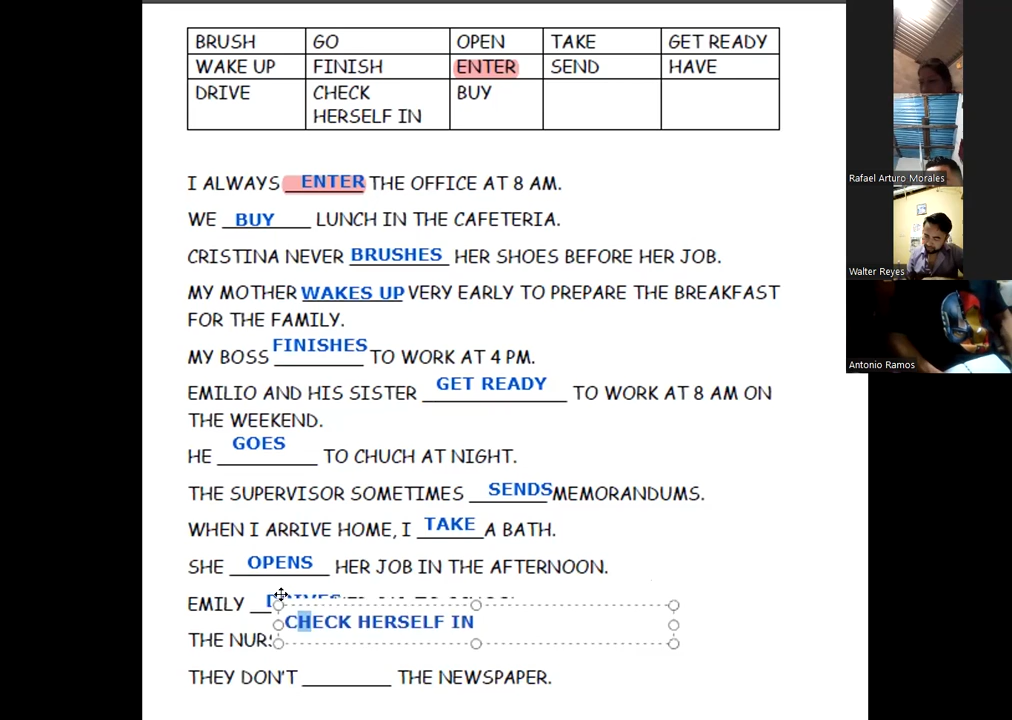 BRUSH GO OPEN TAKE GET READY
WAKE UP FINISH ENTER SEND HAVE
DRIVE CHECK BUY
HERSELF IN
I ALWAYS ENTER THE OFFICE AT 8 AM.
WE BUY LUNCH IN THE CAFETERIA.
CRISTINA NEVER BRUSHES HER SHOES BEFORE HER JOB.
MY MOTHER WAKES UP VERY EARLY TO PREPARE THE BREAKFAST
FOR THE FAMILY.
MY BOSS FINISHES TO WORK AT 4 PM.
EMILIO AND HIS SISTER GET READY TO WORK AT 8 AM ON
THE WEEKEND.
HE GOES TO CHUCH AT NIGHT.
THE SUPERVISOR SOMETIMES SENDS MEMORANDUMS.
WHEN I ARRIVE HOME, I TAKE A BATH.
SHE OPENS HER JOB IN THE AFTERNOON.
EMILY DRIVES
CHECK HERSELF IN
THE NURS
THEY DON'T ________ THE NEWSPAPER.
Rafael Arturo Morales
Walter Reyes
Antonio Ramos